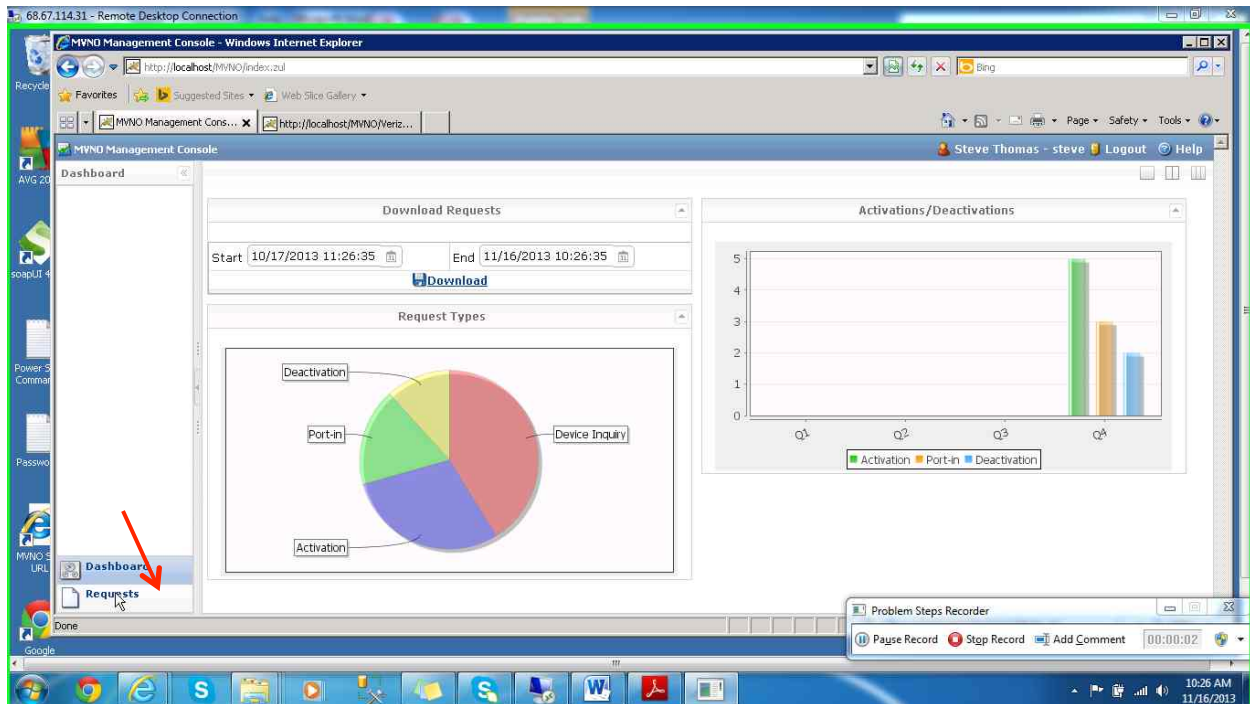 68.67.114.31 - Remote Desktop Connection
MVNO Management Console - Windows Internet Explorer
http://localhost/MVNO/index.zul
Bing
Recycle
Favorites Suggested Sites Web Slice Gallery
MVNO Management Cons... http://localhost/MVNO/Veriz...
Page Safety Tools
MVNO Management Console Steve Thomas - steve Logout Help
AVG 20
Dashboard
Download Requests
Start 10/17/2013 11:26:35 End 11/16/2013 10:26:35
Download
soapUI 4
Request Types
Deactivation
Port-in
Device Inquiry
Activation
Activations/Deactivations
5
4
3
2
1
0
Q1 Q2 Q3 Q4
Activation Port-in Deactivation
Power S
Comman
Passwo
MVNO S
URL
Dashboard
Requests
Done
Google
Problem Steps Recorder
Pause Record Stop Record Add Comment 00:00:02
10:26 AM
11/16/2013